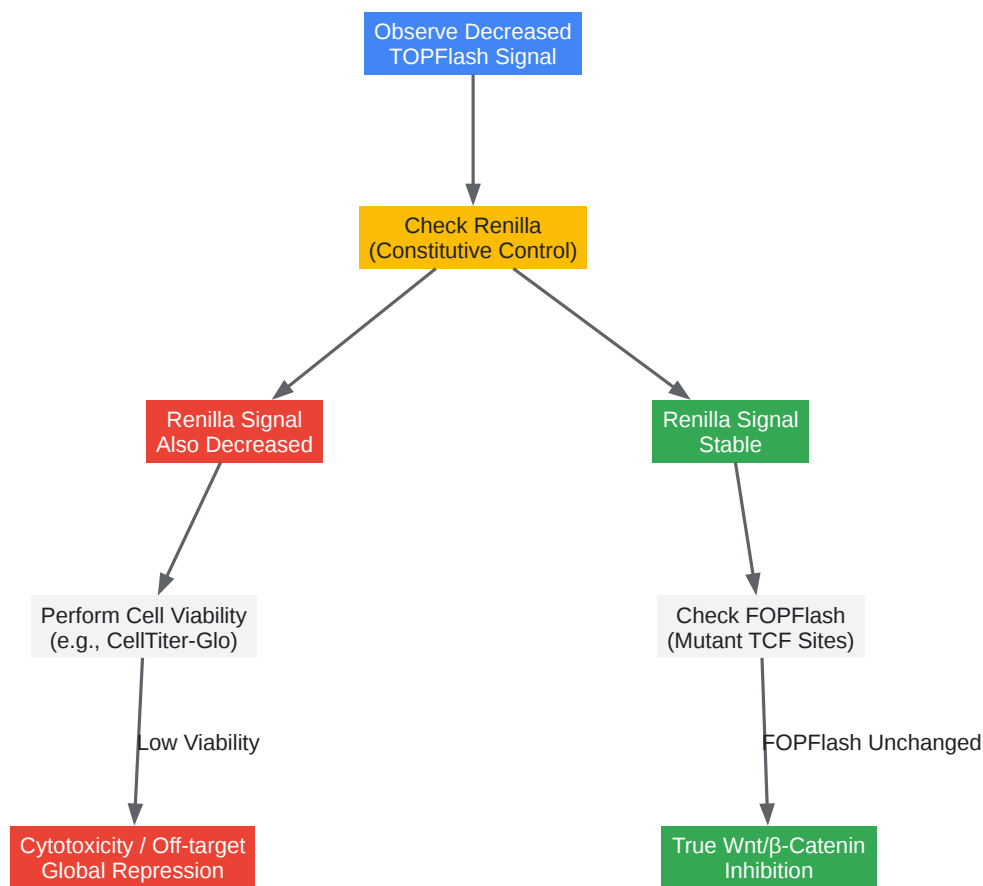 Observe Decreased
TOPFlash Signal
Check Renilla
(Constitutive Control)
Renilla Signal
Also Decreased
Renilla Signal
Stable
Perform Cell Viability
(e.g., CellTiter-Glo)
Check FOPFlash
(Mutant TCF Sites)
Low Viability
FOPFlash Unchanged
Cytotoxicity / Off-target
Global Repression
True Wnt/β-Catenin
Inhibition